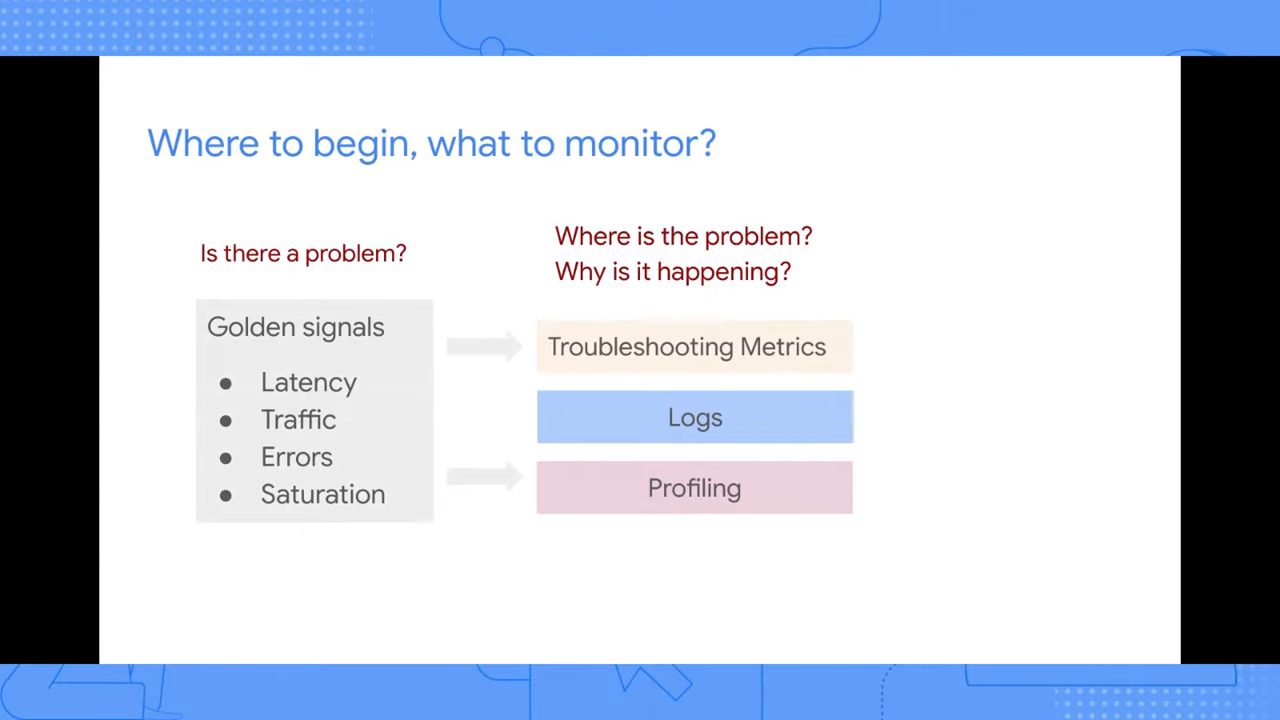 Where to begin, what to monitor?
Is there a problem?
Golden signals
● Latency
● Traffic
● Errors
● Saturation
Where is the problem?
Why is it happening?
Troubleshooting Metrics
Logs
Profiling